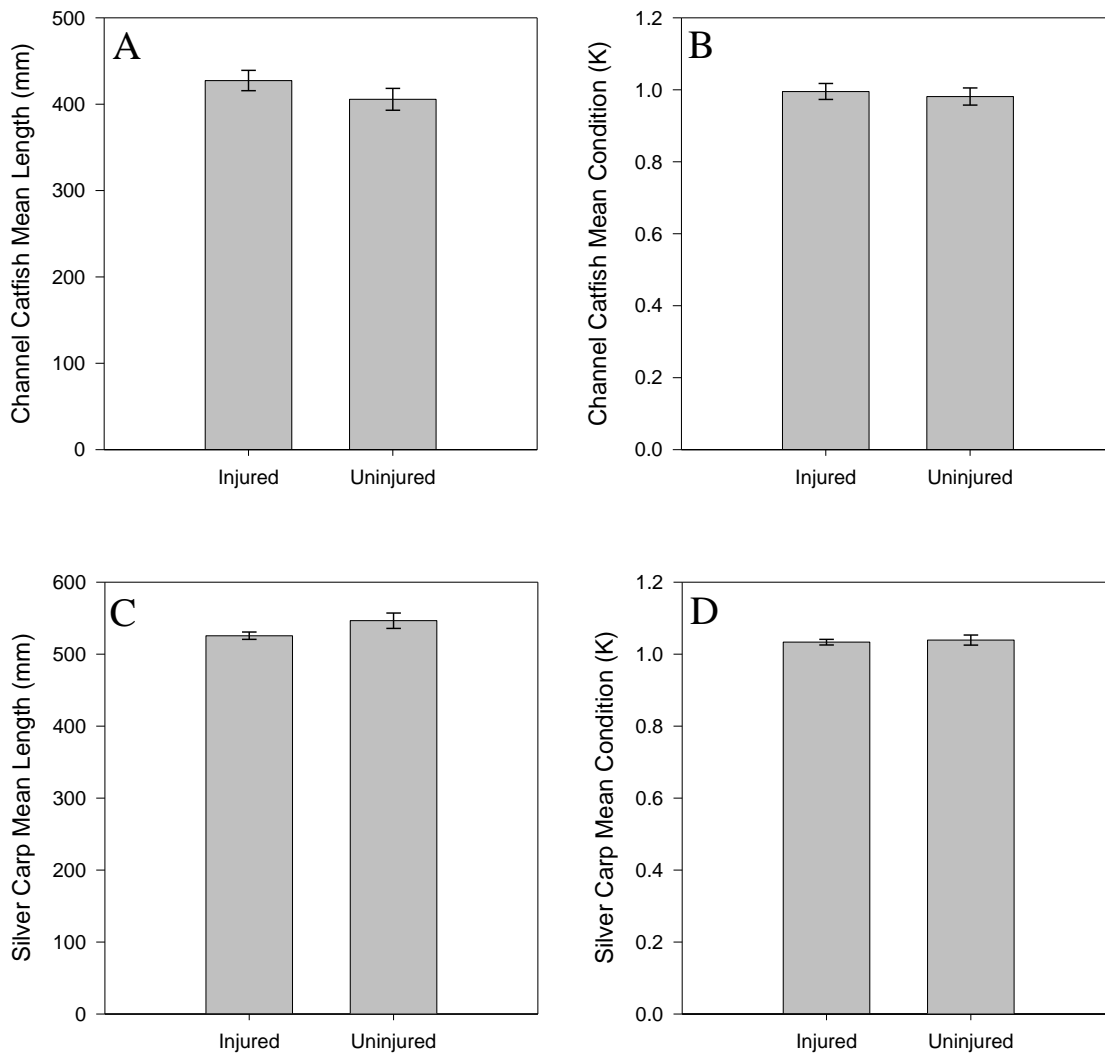 A
Channel Catfish Mean Length (mm)
500
400
300
200
100
0
Injured Uninjured
B
Channel Catfish Mean Condition (K)
1.2
1.0
0.8
0.6
0.4
0.2
0.0
Injured Uninjured
C
Silver Carp Mean Length (mm)
600
500
400
300
200
100
0
Injured Uninjured
D
Silver Carp Mean Condition (K)
1.2
1.0
0.8
0.6
0.4
0.2
0.0
Injured Uninjured